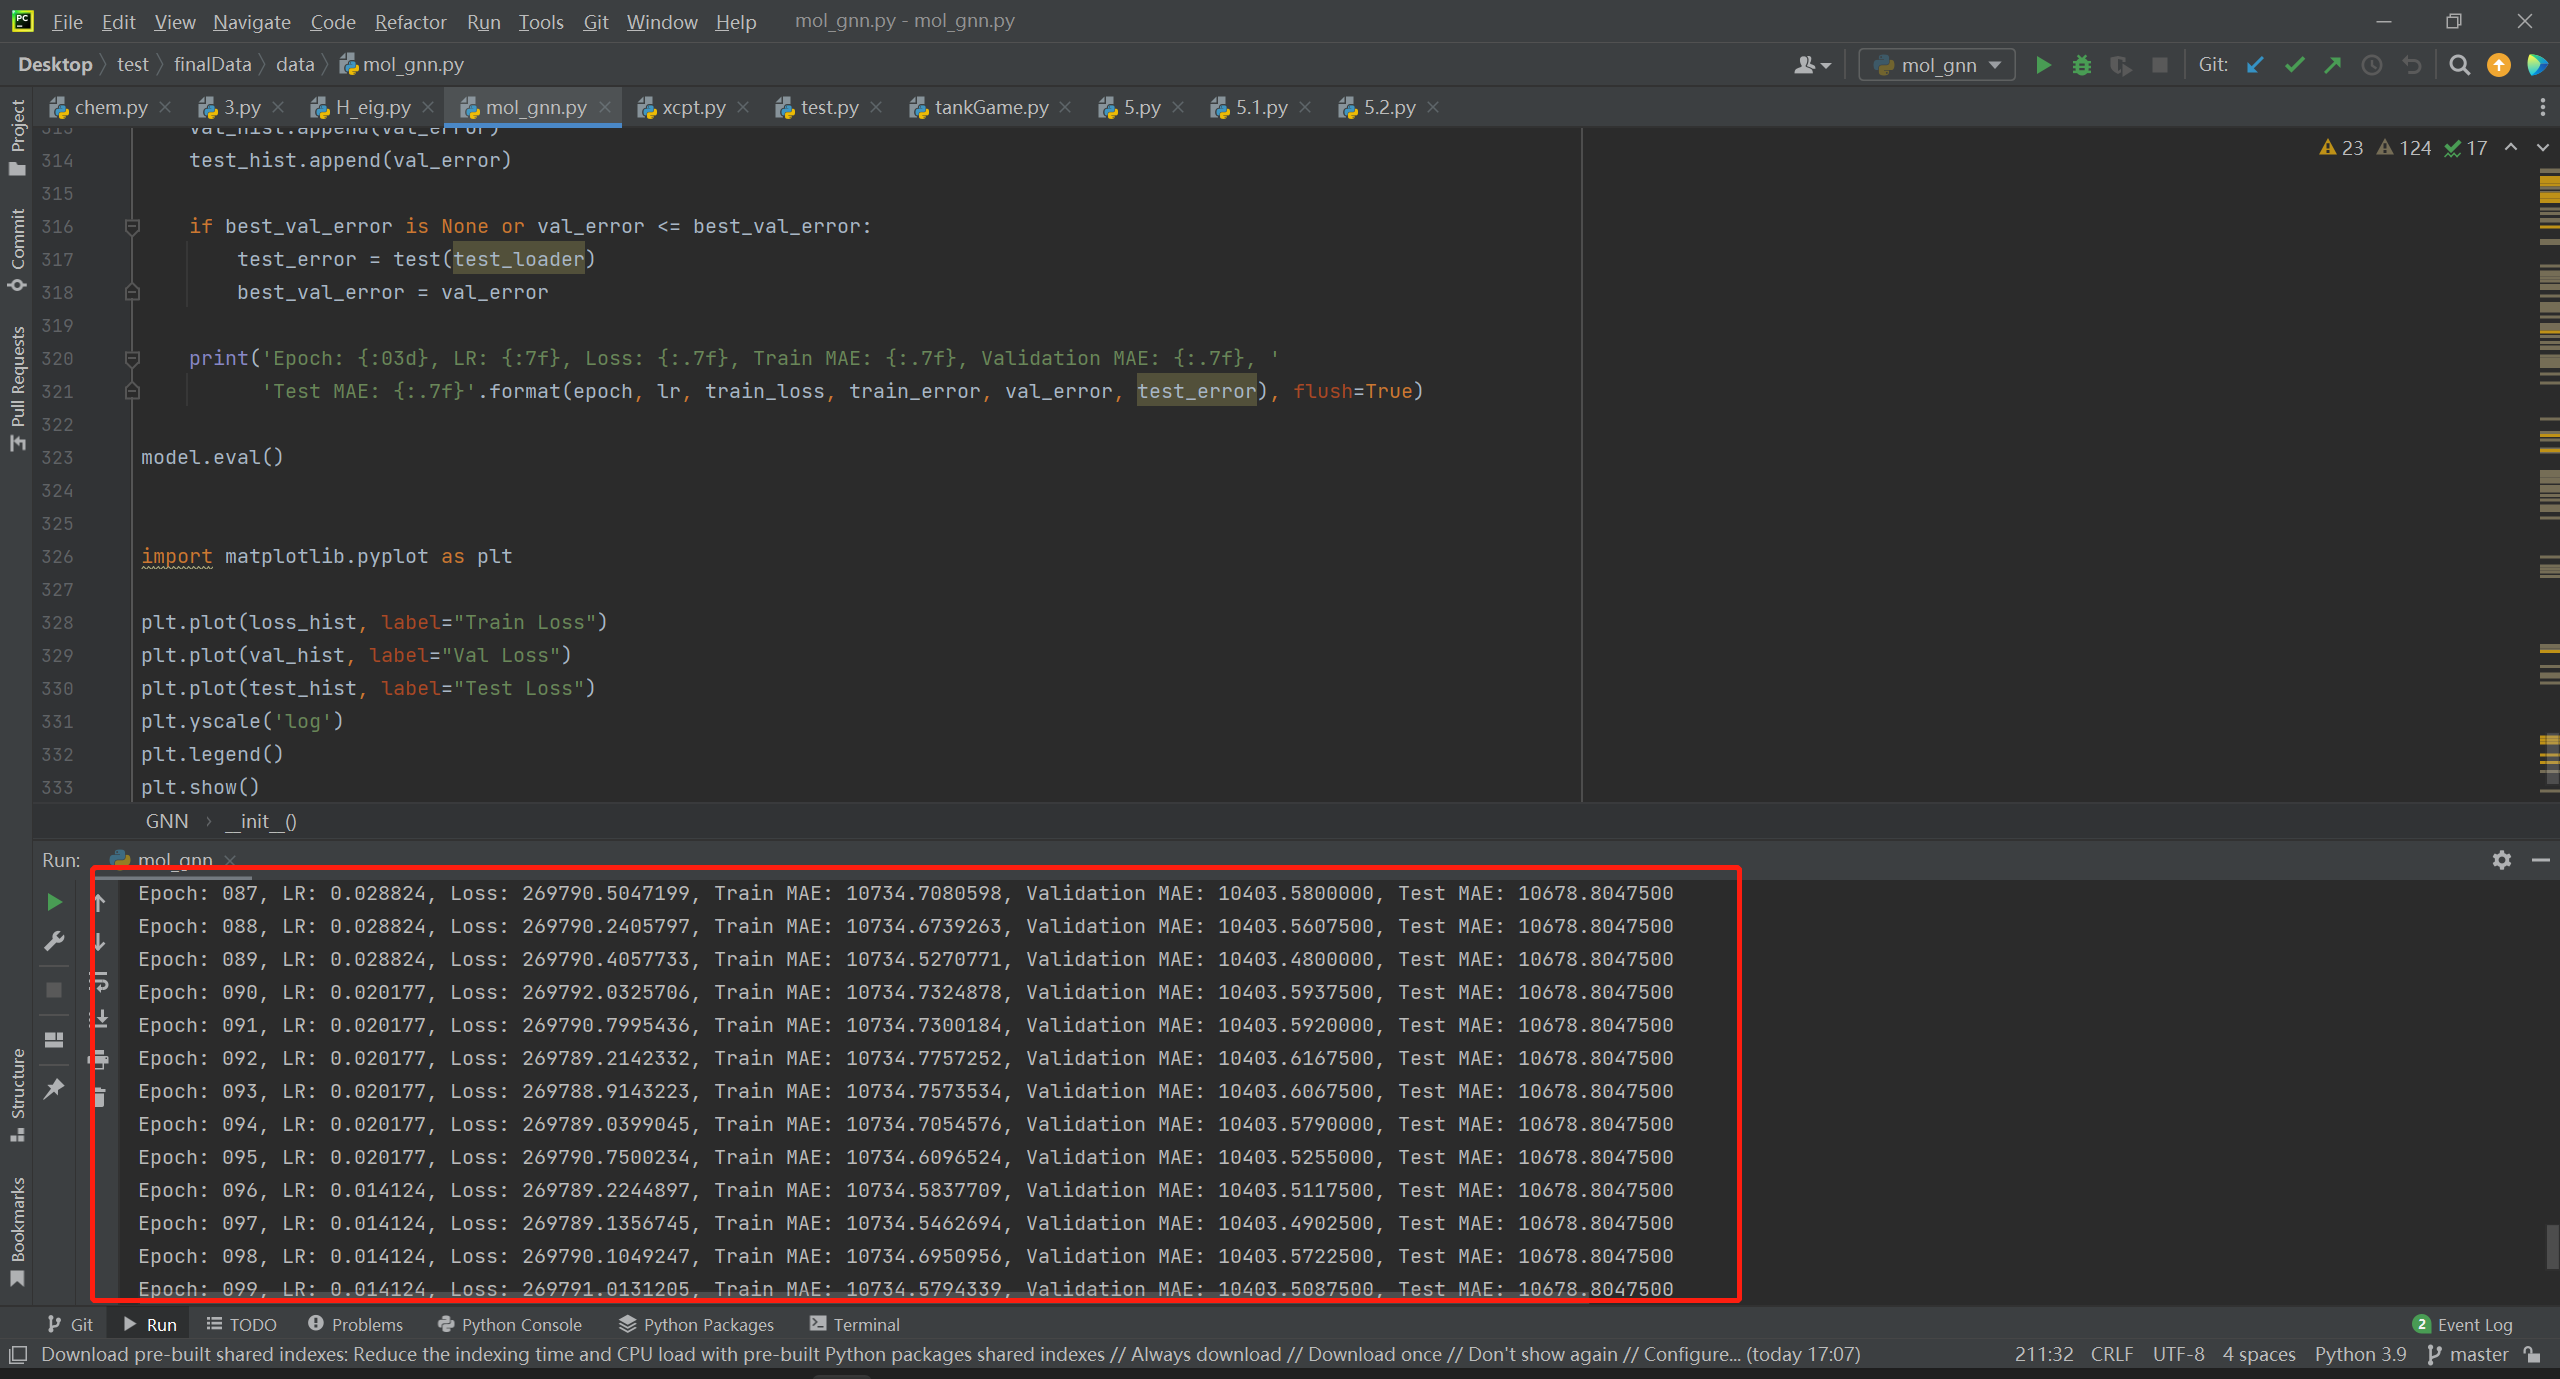 File Edit View Navigate Code Refactor Run Tools Git Window Help mol_gnn.py - mol_gnn.py
Desktop test finalData data mol_gnn.py mol_gnn Git:
chem.py 3.py H_eig.py mol_gnn.py xcpt.py test.py tankGame.py 5.py 5.1.py 5.2.py
23 124 17
Project
Commit
Pull Requests
Structure
Bookmarks
313 val_hist.append(val_error)
314 test_hist.append(val_error)
315
316 if best_val_error is None or val_error <= best_val_error:
317 test_error = test(test_loader)
318 best_val_error = val_error
319
320 print('Epoch: {:03d}, LR: {:7f}, Loss: {:.7f}, Train MAE: {:.7f}, Validation MAE: {:.7f}, '
321 'Test MAE: {:.7f}'.format(epoch, lr, train_loss, train_error, val_error, test_error), flush=True)
322
323 model.eval()
324
325
326 import matplotlib.pyplot as plt
327
328 plt.plot(loss_hist, label="Train Loss")
329 plt.plot(val_hist, label="Val Loss")
330 plt.plot(test_hist, label="Test Loss")
331 plt.yscale('log')
332 plt.legend()
333 plt.show()
GNN __init__()
Run: mol_gnn
Epoch: 087, LR: 0.028824, Loss: 269790.5047199, Train MAE: 10734.7080598, Validation MAE: 10403.5800000, Test MAE: 10678.8047500
Epoch: 088, LR: 0.028824, Loss: 269790.2405797, Train MAE: 10734.6739263, Validation MAE: 10403.5607500, Test MAE: 10678.8047500
Epoch: 089, LR: 0.028824, Loss: 269790.4057733, Train MAE: 10734.5270771, Validation MAE: 10403.4800000, Test MAE: 10678.8047500
Epoch: 090, LR: 0.020177, Loss: 269792.0325706, Train MAE: 10734.7324878, Validation MAE: 10403.5937500, Test MAE: 10678.8047500
Epoch: 091, LR: 0.020177, Loss: 269790.7995436, Train MAE: 10734.7300184, Validation MAE: 10403.5920000, Test MAE: 10678.8047500
Epoch: 092, LR: 0.020177, Loss: 269789.2142332, Train MAE: 10734.7757252, Validation MAE: 10403.6167500, Test MAE: 10678.8047500
Epoch: 093, LR: 0.020177, Loss: 269788.9143223, Train MAE: 10734.7573534, Validation MAE: 10403.6067500, Test MAE: 10678.8047500
Epoch: 094, LR: 0.020177, Loss: 269789.0399045, Train MAE: 10734.7054576, Validation MAE: 10403.5790000, Test MAE: 10678.8047500
Epoch: 095, LR: 0.020177, Loss: 269790.7500234, Train MAE: 10734.6096524, Validation MAE: 10403.5255000, Test MAE: 10678.8047500
Epoch: 096, LR: 0.014124, Loss: 269789.2244897, Train MAE: 10734.5837709, Validation MAE: 10403.5117500, Test MAE: 10678.8047500
Epoch: 097, LR: 0.014124, Loss: 269789.1356745, Train MAE: 10734.5462694, Validation MAE: 10403.4902500, Test MAE: 10678.8047500
Epoch: 098, LR: 0.014124, Loss: 269790.1049247, Train MAE: 10734.6950956, Validation MAE: 10403.5722500, Test MAE: 10678.8047500
Epoch: 099, LR: 0.014124, Loss: 269791.0131205, Train MAE: 10734.5794339, Validation MAE: 10403.5087500, Test MAE: 10678.8047500
Git Run TODO Problems Python Console Python Packages Terminal 2 Event Log
Download pre-built shared indexes: Reduce the indexing time and CPU load with pre-built Python packages shared indexes // Always download // Download once // Don't show again // Configure... (today 17:07) 211:32 CRLF UTF-8 4 spaces Python 3.9 master